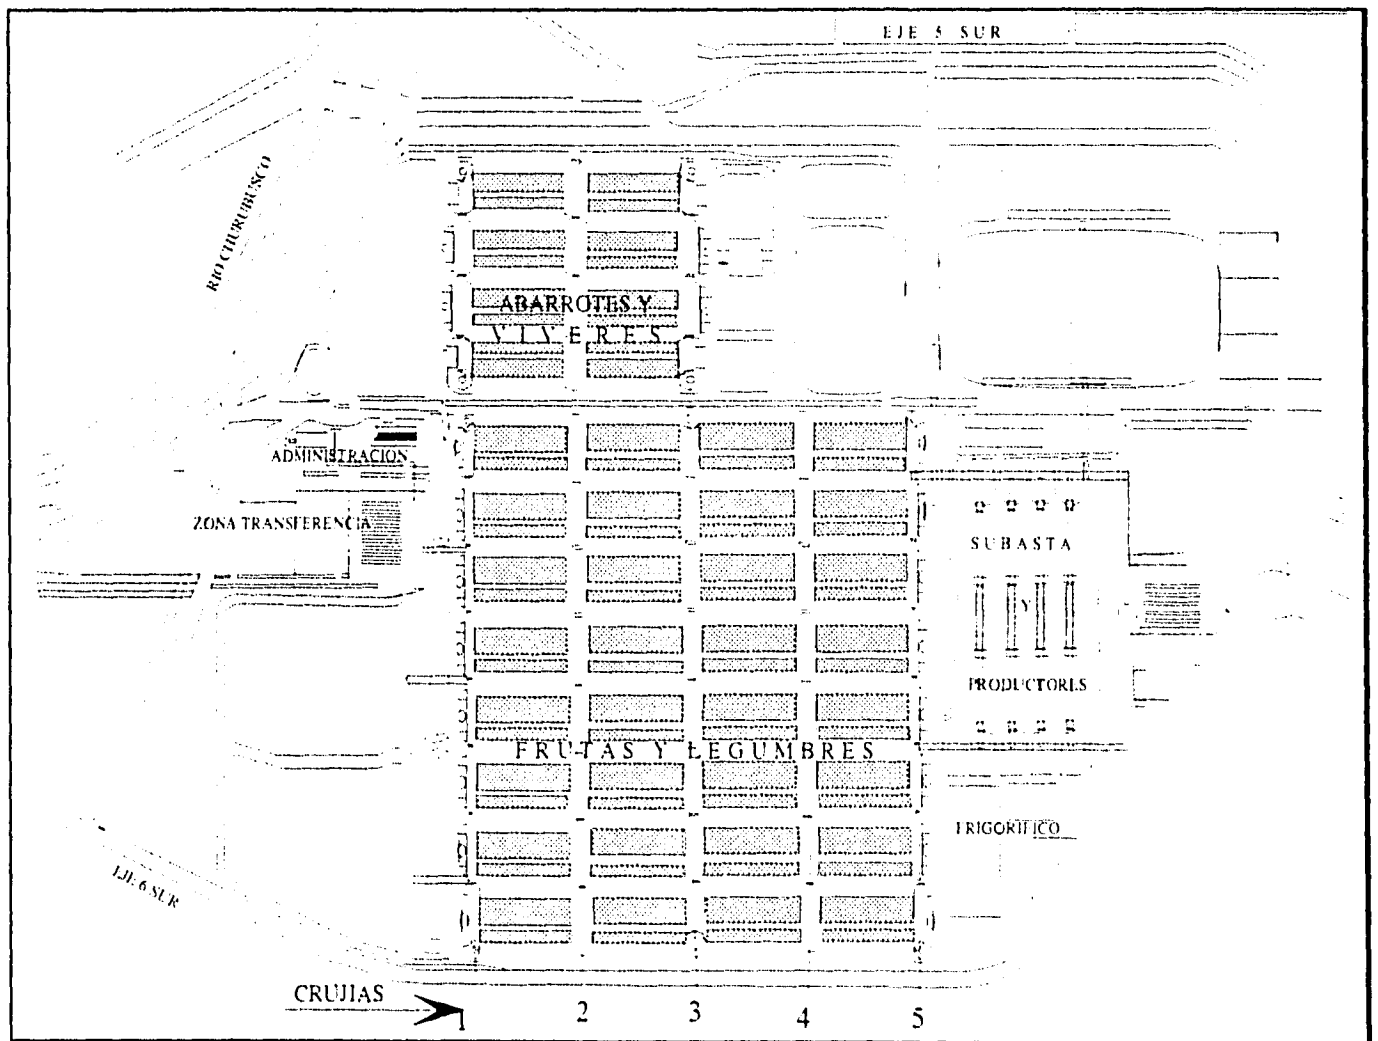 EJE 5 SUR
RIO CHURUBUSCO
ABARROTES Y
VIVERES
ADMINISTRACION
ZONA TRANSFERENCIA
SUBASTA
Y
PRODUCTORES
FRUTAS Y LEGUMBRES
FRIGORIFICO
EJE 6 SUR
CRUJIAS
1 2 3 4 5